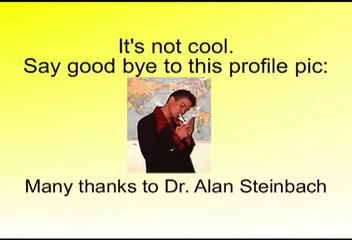 It's not cool.
Say good bye to this profile pic:
Many thanks to Dr. Alan Steinbach